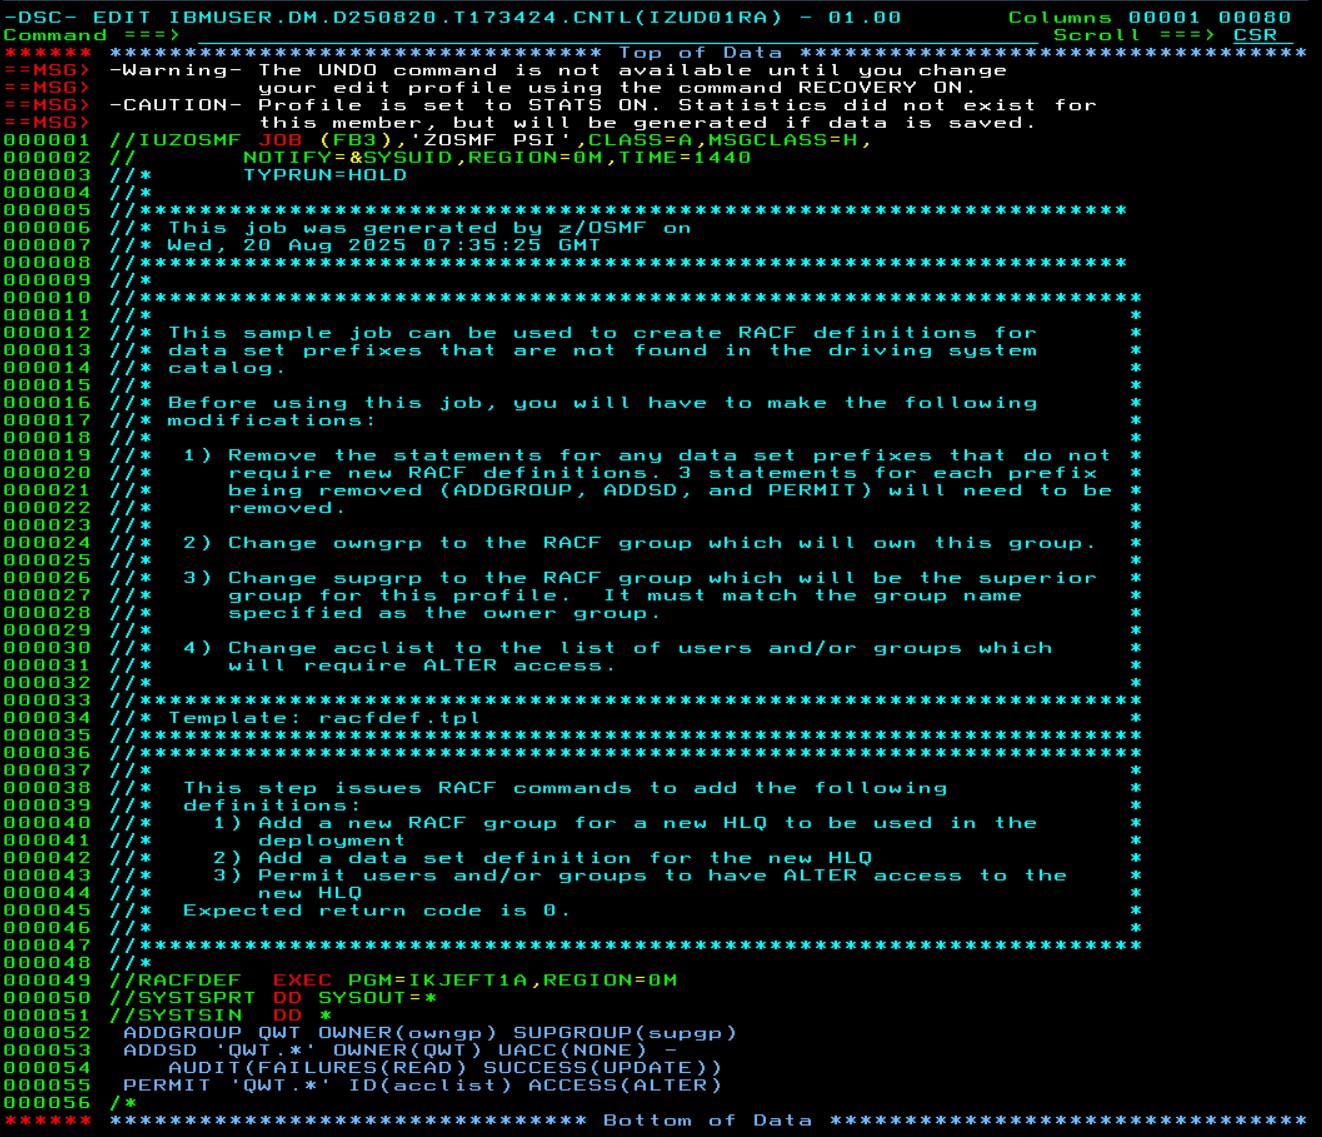 -DSC- EDIT IBMUSER.DM.D250820.T173424.CNTL(IZUD01RA) - 01.00 Columns 00001 00080
Command ===> Scroll ===> CSR
****** ********************************* Top of Data **********************************
==MSG> -Warning- The UNDO command is not available until you change
==MSG>           your edit profile using the command RECOVERY ON.
==MSG> -CAUTION- Profile is set to STATS ON. Statistics did not exist for
==MSG>           this member, but will be generated if data is saved.
000001 //IUZOSMF JOB (FB3),'ZOSMF PSI',CLASS=A,MSGCLASS=H,
000002 //       NOTIFY=&SYSUID,REGION=0M,TIME=1440
000003 //*      TYPRUN=HOLD
000004 //*
000005 //******************************************************************
000006 //* This job was generated by z/OSMF on
000007 //* Wed, 20 Aug 2025 07:35:25 GMT
000008 //******************************************************************
000009 //*
000010 //*******************************************************************
000011 //*                                                                 *
000012 //* This sample job can be used to create RACF definitions for      *
000013 //* data set prefixes that are not found in the driving system      *
000014 //* catalog.                                                        *
000015 //*                                                                 *
000016 //* Before using this job, you will have to make the following      *
000017 //* modifications:                                                  *
000018 //*                                                                 *
000019 //*  1) Remove the statements for any data set prefixes that do not *
000020 //*     require new RACF definitions. 3 statements for each prefix  *
000021 //*     being removed (ADDGROUP, ADDSD, and PERMIT) will need to be *
000022 //*     removed.                                                    *
000023 //*                                                                 *
000024 //*  2) Change owngrp to the RACF group which will own this group.  *
000025 //*                                                                 *
000026 //*  3) Change supgrp to the RACF group which will be the superior  *
000027 //*     group for this profile.  It must match the group name       *
000028 //*     specified as the owner group.                               *
000029 //*                                                                 *
000030 //*  4) Change acclist to the list of users and/or groups which     *
000031 //*     will require ALTER access.                                  *
000032 //*                                                                 *
000033 //*******************************************************************
000034 //* Template: racfdef.tpl                                           *
000035 //*******************************************************************
000036 //*******************************************************************
000037 //*                                                                 *
000038 //*  This step issues RACF commands to add the following            *
000039 //*  definitions:                                                   *
000040 //*    1) Add a new RACF group for a new HLQ to be used in the      *
000041 //*       deployment                                                *
000042 //*    2) Add a data set definition for the new HLQ                 *
000043 //*    3) Permit users and/or groups to have ALTER access to the    *
000044 //*       new HLQ                                                   *
000045 //*  Expected return code is 0.                                     *
000046 //*                                                                 *
000047 //*******************************************************************
000048 //*
000049 //RACFDEF  EXEC PGM=IKJEFT1A,REGION=0M
000050 //SYSTSPRT DD SYSOUT=*
000051 //SYSTSIN  DD *
000052  ADDGROUP QWT OWNER(owngp) SUPGROUP(supgp)
000053  ADDSD 'QWT.*' OWNER(QWT) UACC(NONE) -
000054     AUDIT(FAILURES(READ) SUCCESS(UPDATE))
000055  PERMIT 'QWT.*' ID(acclist) ACCESS(ALTER)
000056 /*
****** ******************************** Bottom of Data ********************************